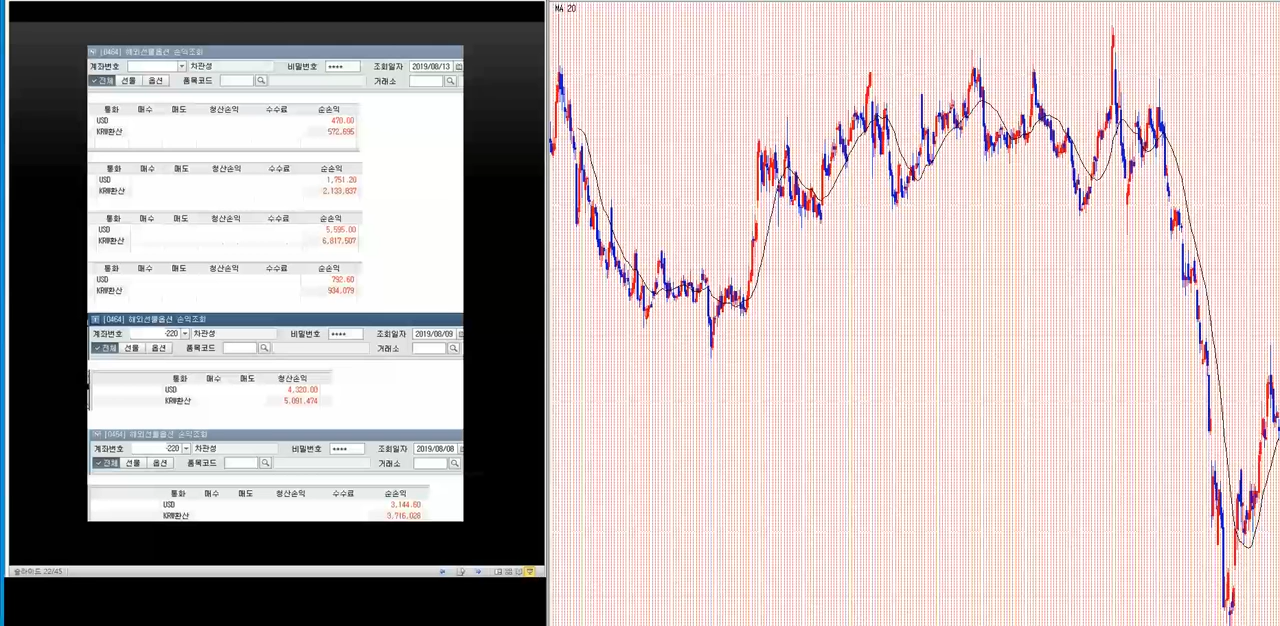 [0464] 해외선물옵션 손익조회
계좌번호 차관성 비밀번호 **** 조회일자 2019/08/13
전체 선물 옵션 품목코드 거래소
통화 매수 매도 청산손익 수수료 순손익
USD 470.00
KRW환산 572,695
통화 매수 매도 청산손익 수수료 순손익
USD 1,751.20
KRW환산 2,133,837
통화 매수 매도 청산손익 수수료 순손익
USD 5,595.00
KRW환산 6,817,507
통화 매수 매도 청산손익 수수료 순손익
USD 792.60
KRW환산 934,079
[0464] 해외선물옵션 손익조회
계좌번호 -220 차관성 비밀번호 **** 조회일자 2019/08/09
전체 선물 옵션 품목코드 거래소
통화 매수 매도 청산손익
USD 4,320.00
KRW환산 5,091,474
[0464] 해외선물옵션 손익조회
계좌번호 -220 차관성 비밀번호 **** 조회일자 2019/08/08
전체 선물 옵션 품목코드 거래소
통화 매수 매도 청산손익 수수료 순손익
USD 3,144.60
KRW환산 3,716,028
슬라이드 22/45
MA 20